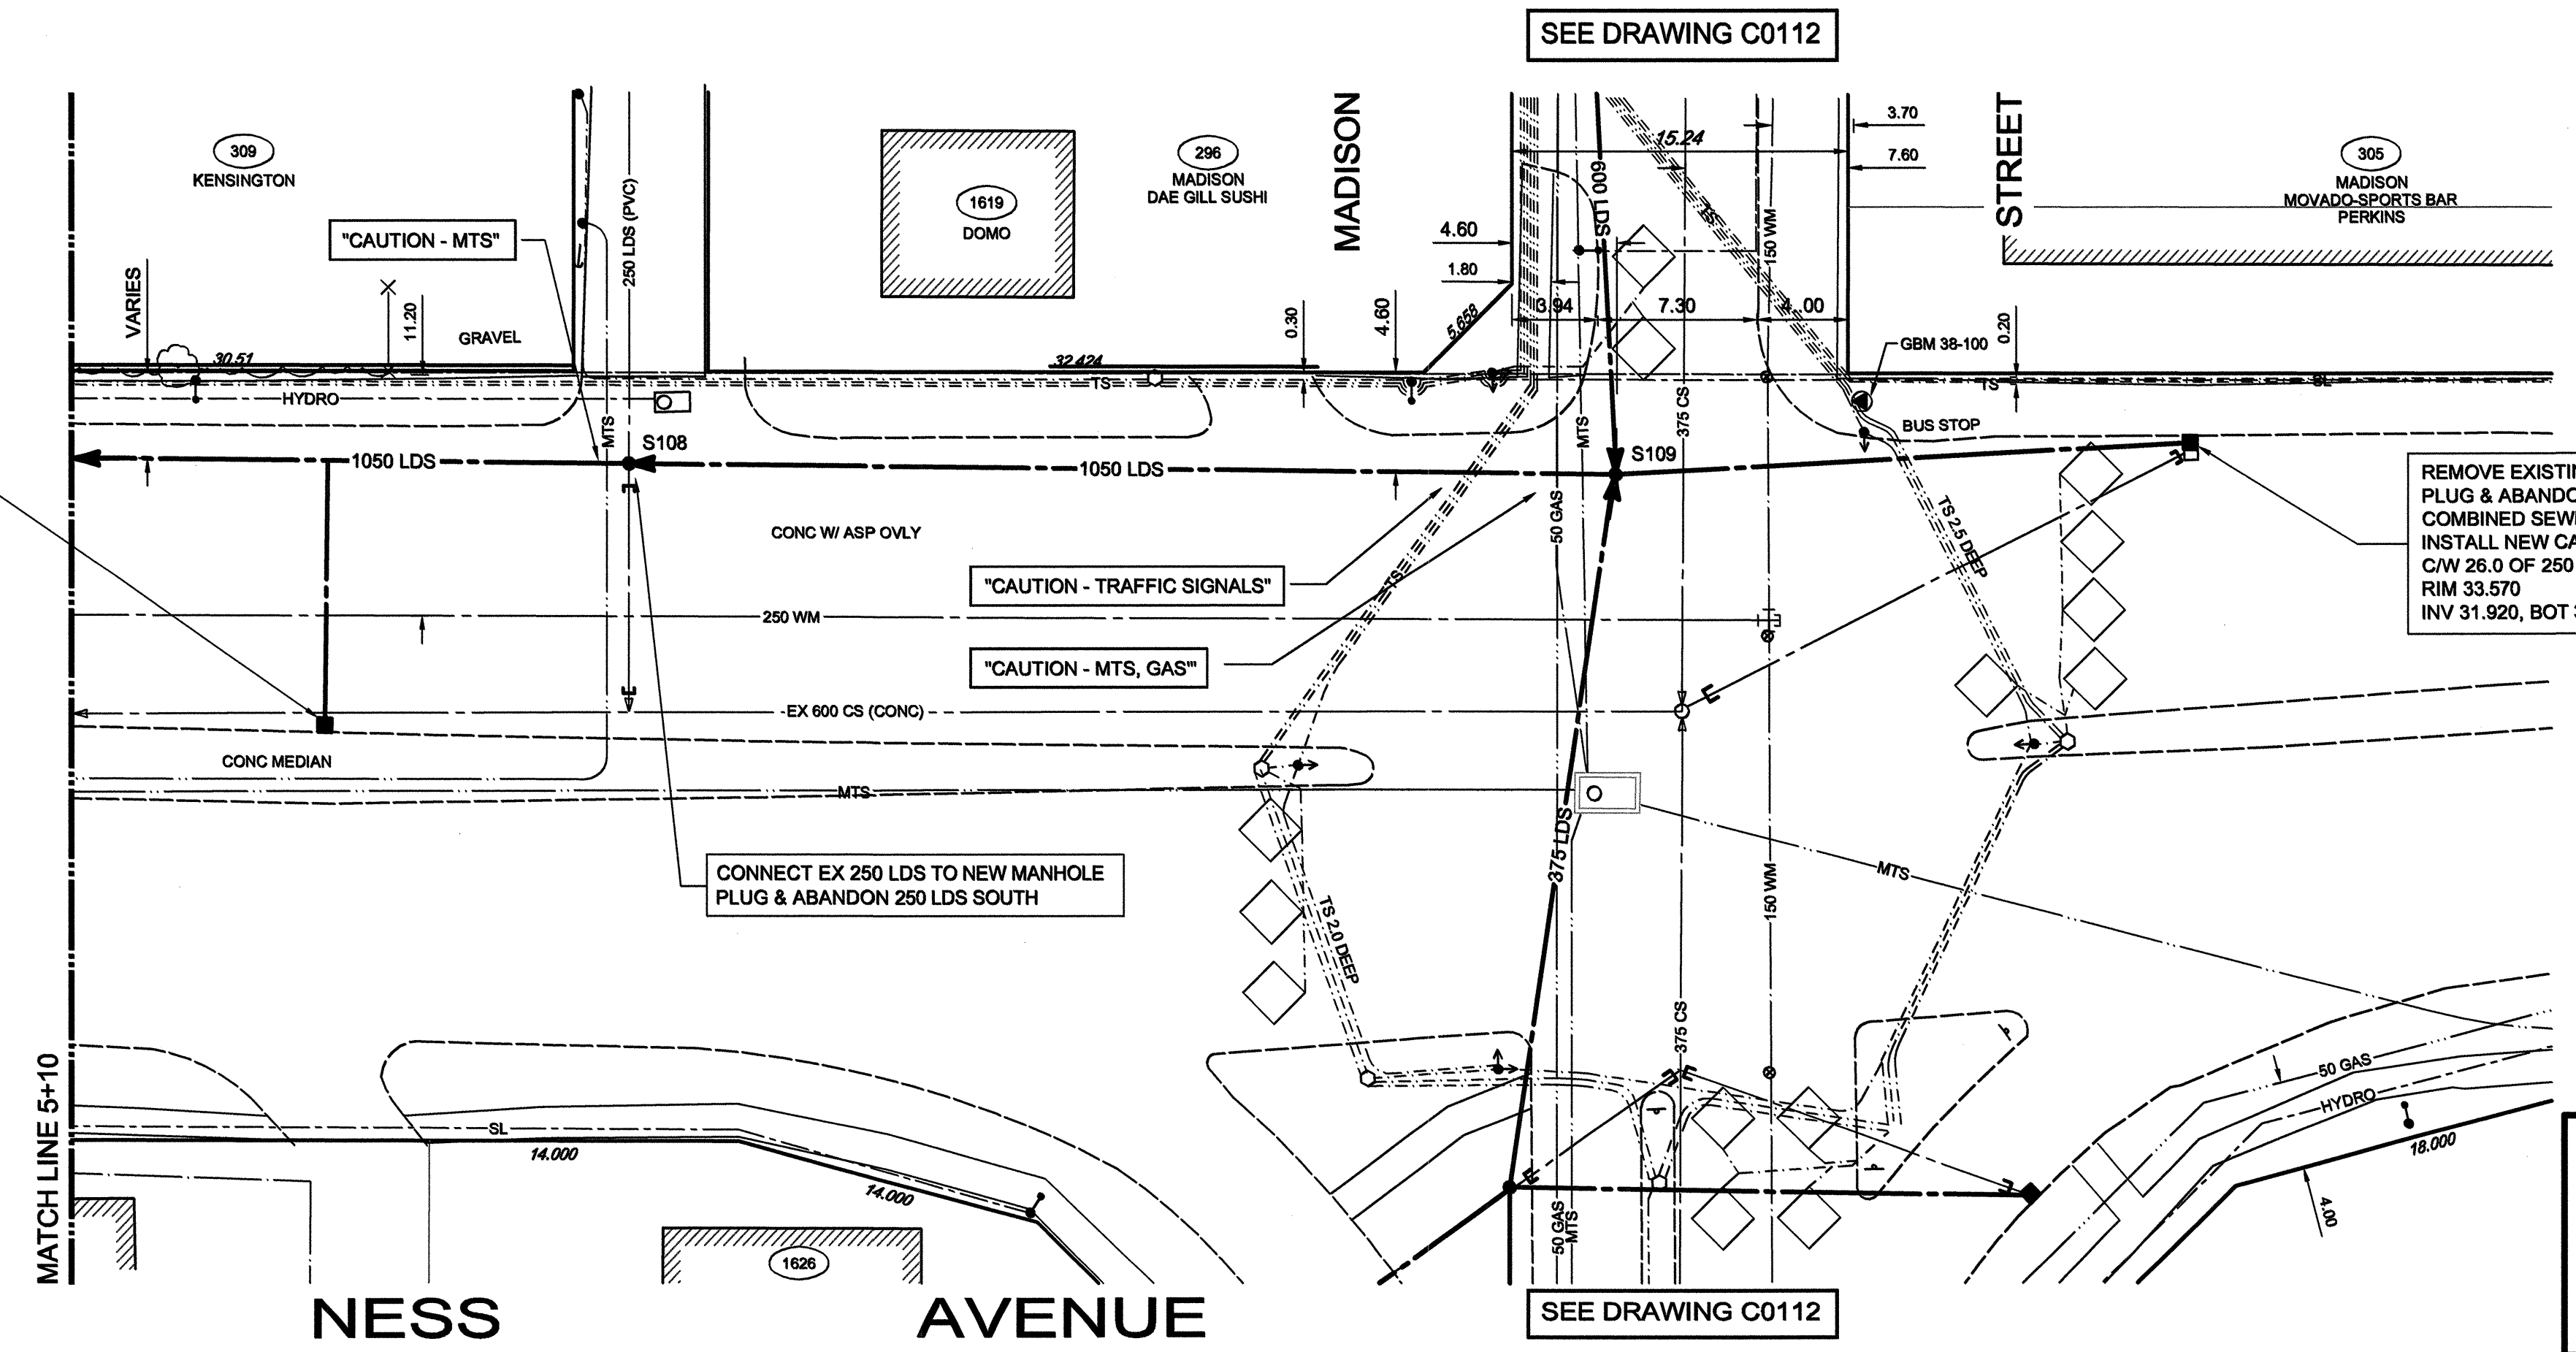 SEE DRAWING C0112
MADISON
STREET
3.70
15.24
7.60
309
KENSINGTON
296
MADISON
DAE GILL SUSHI
305
MADISON
MOVADO-SPORTS BAR
PERKINS
1619
DOMO
"CAUTION - MTS"
250 LDS (PVC)
600 LDS
TS
150 WM
4.60
1.80
VARIES
11.20
GRAVEL
0.30
4.60
5.658
3.94
7.30
4.00
GBM 38-100
0.20
30.51
32.424
TS
TS
SL
HYDRO
MTS
MTS
375 CS
BUS STOP
S108
S109
1050 LDS
1050 LDS
REMOVE EXISTIN
PLUG & ABANDO
COMBINED SEW
INSTALL NEW CA
C/W 26.0 OF 250
RIM 33.570
INV 31.920, BOT
CONC W/ ASP OVLY
50 GAS
TS 2.5 DEEP
"CAUTION - TRAFFIC SIGNALS"
TS
250 WM
"CAUTION - MTS, GAS""
EX 600 CS (CONC)
CONC MEDIAN
MTS
375 LDS
MTS
CONNECT EX 250 LDS TO NEW MANHOLE
PLUG & ABANDON 250 LDS SOUTH
150 WM
TS 2.0 DEEP
375 CS
MATCH LINE 5+10
50 GAS
HYDRO
SL
14.000
14.000
18.000
4.00
50 GAS
MTS
1626
NESS
AVENUE
SEE DRAWING C0112